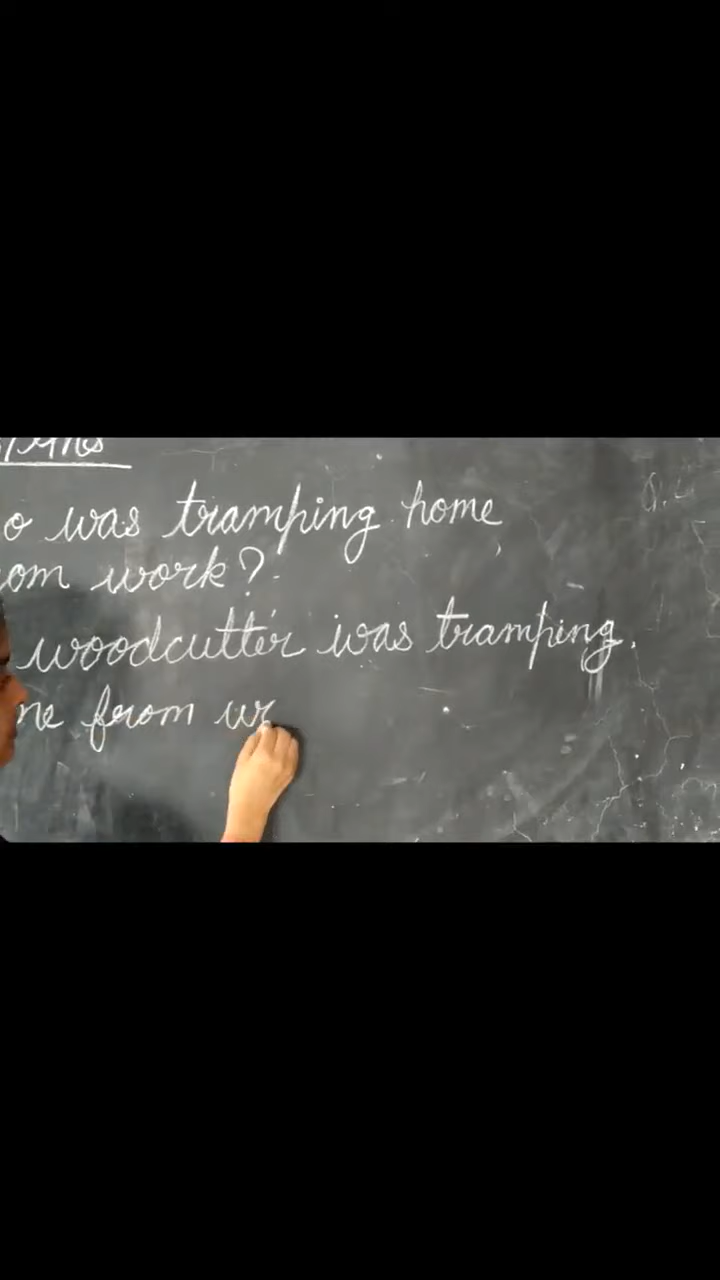 o was tramping home
om work?
woodcutter was tramping.
ne from w